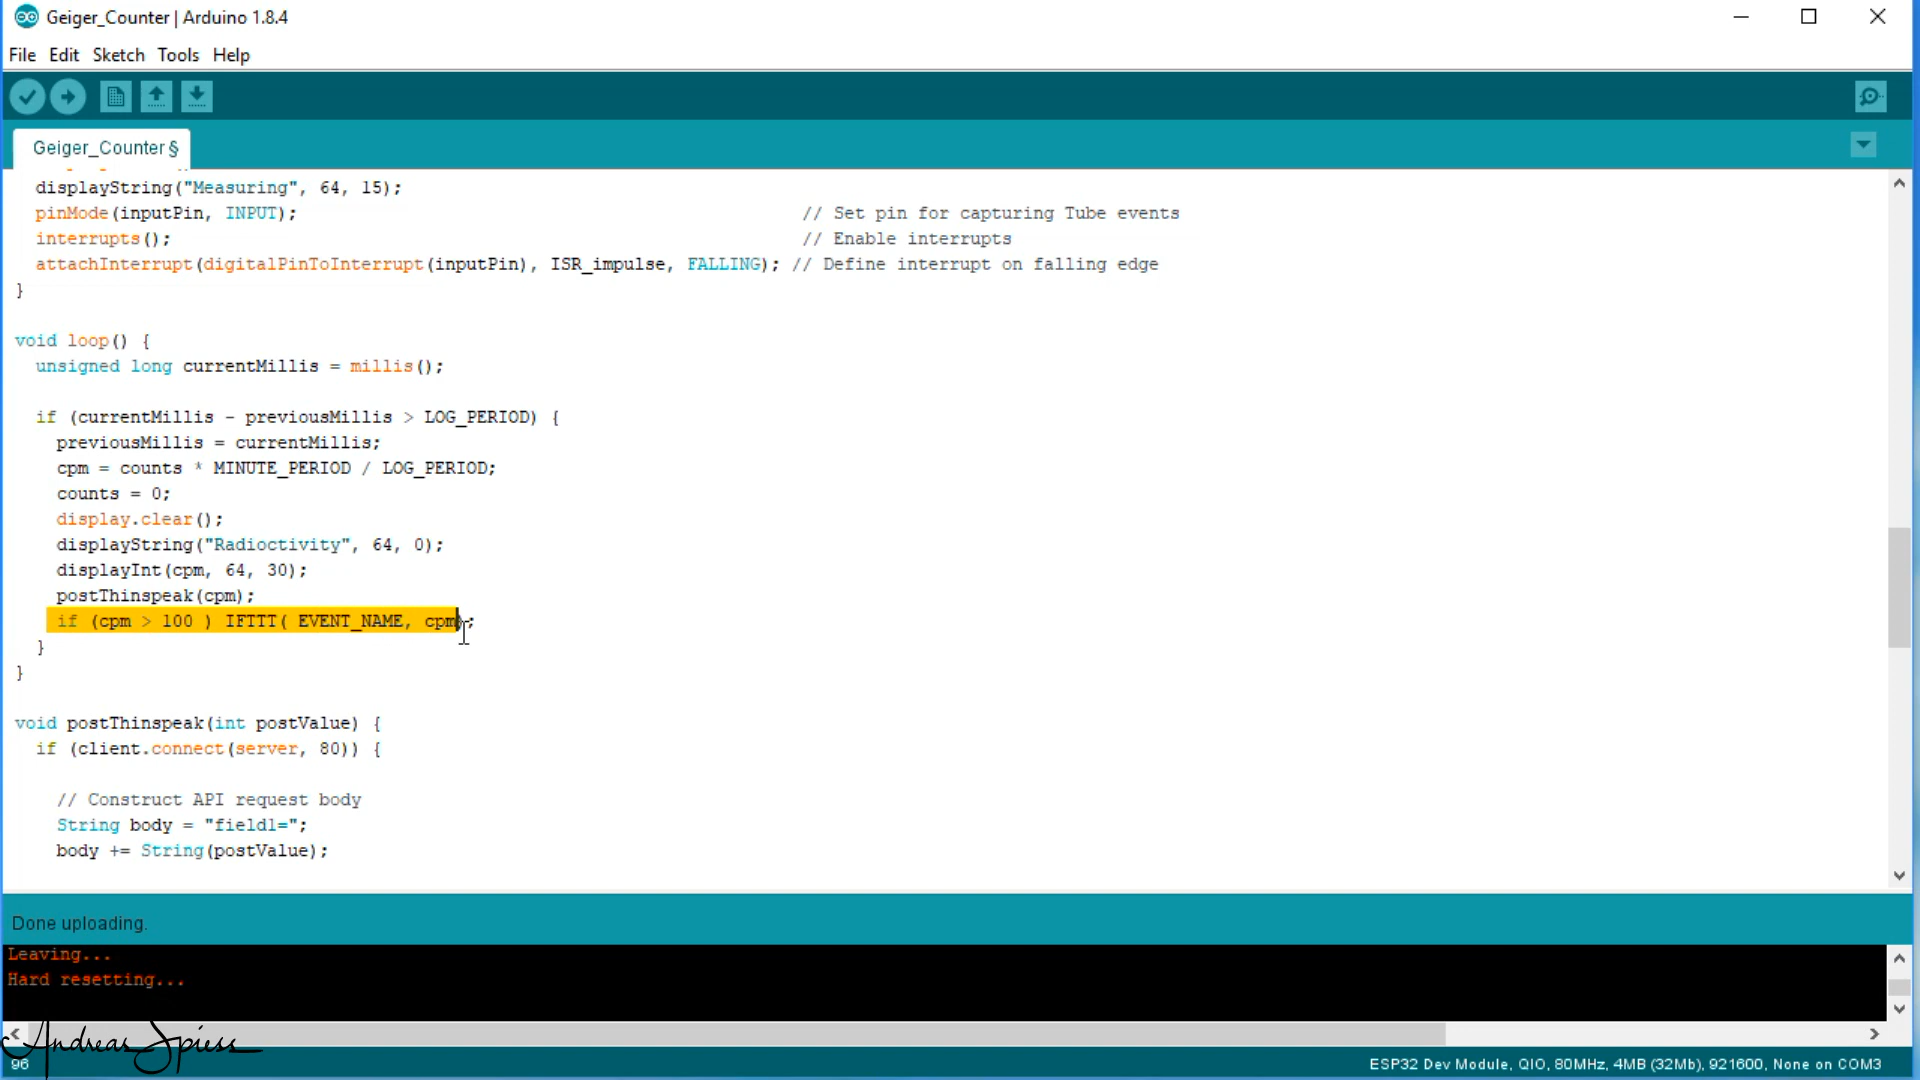 Geiger_Counter | Arduino 1.8.4
File Edit Sketch Tools Help
Geiger_Counter §
displayString("Measuring", 64, 15);
pinMode(inputPin, INPUT); // Set pin for capturing Tube events
interrupts(); // Enable interrupts
attachInterrupt(digitalPinToInterrupt(inputPin), ISR_impulse, FALLING); // Define interrupt on falling edge
}
void loop() {
unsigned long currentMillis = millis();
if (currentMillis - previousMillis > LOG_PERIOD) {
previousMillis = currentMillis;
cpm = counts * MINUTE_PERIOD / LOG_PERIOD;
counts = 0;
display.clear();
displayString("Radioctivity", 64, 0);
displayInt(cpm, 64, 30);
postThinspeak(cpm);
if (cpm > 100 ) IFTTT( EVENT_NAME, cpm);
}
}
void postThinspeak(int postValue) {
if (client.connect(server, 80)) {
// Construct API request body
String body = "field1=";
body += String(postValue);
Done uploading.
Leaving...
Hard resetting...
Andreas Spiess
96
ESP32 Dev Module, QIO, 80MHz, 4MB (32Mb), 921600, None on COM3